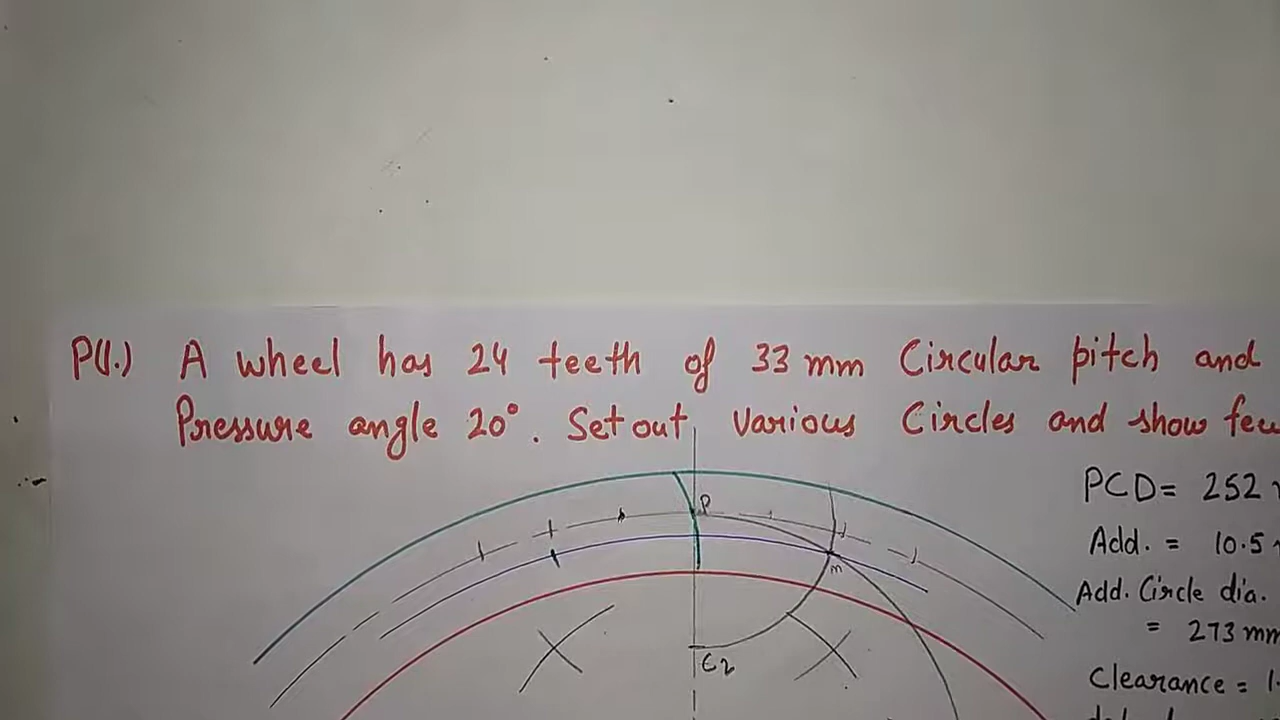 P(1.) A wheel has 24 teeth of 33 mm Circular pitch and
Pressure angle 20°. Set out various Circles and show few
PCD = 252
Add. = 10.5
Add. Circle dia.
= 273 mm
Clearance = 1.
P
m
C2